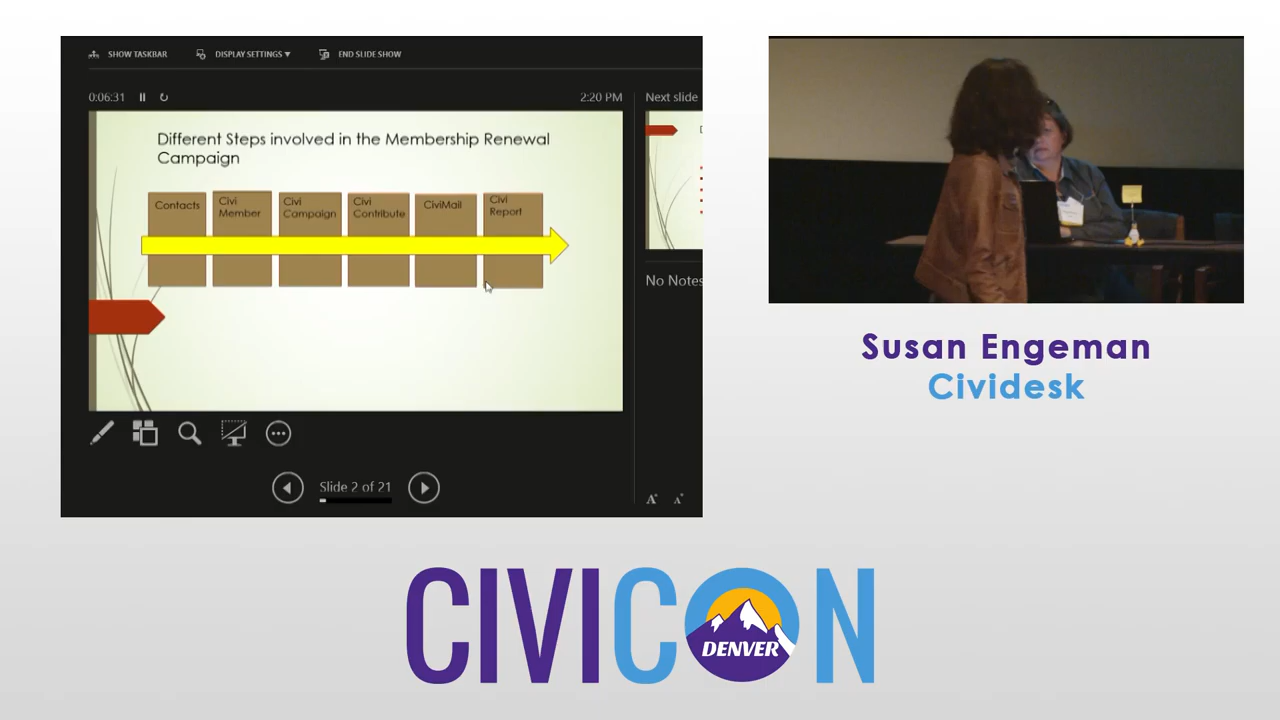 SHOW TASKBAR
DISPLAY SETTINGS ▾
END SLIDE SHOW
0:06:31
2:20 PM
Next slide
Different Steps involved in the Membership Renewal
Campaign
Contacts
Civi
Member
Civi
Campaign
Civi
Contribute
CiviMail
Civi
Report
No Notes
Slide 2 of 21
Susan Engeman
Cividesk
CIVICON
DENVER